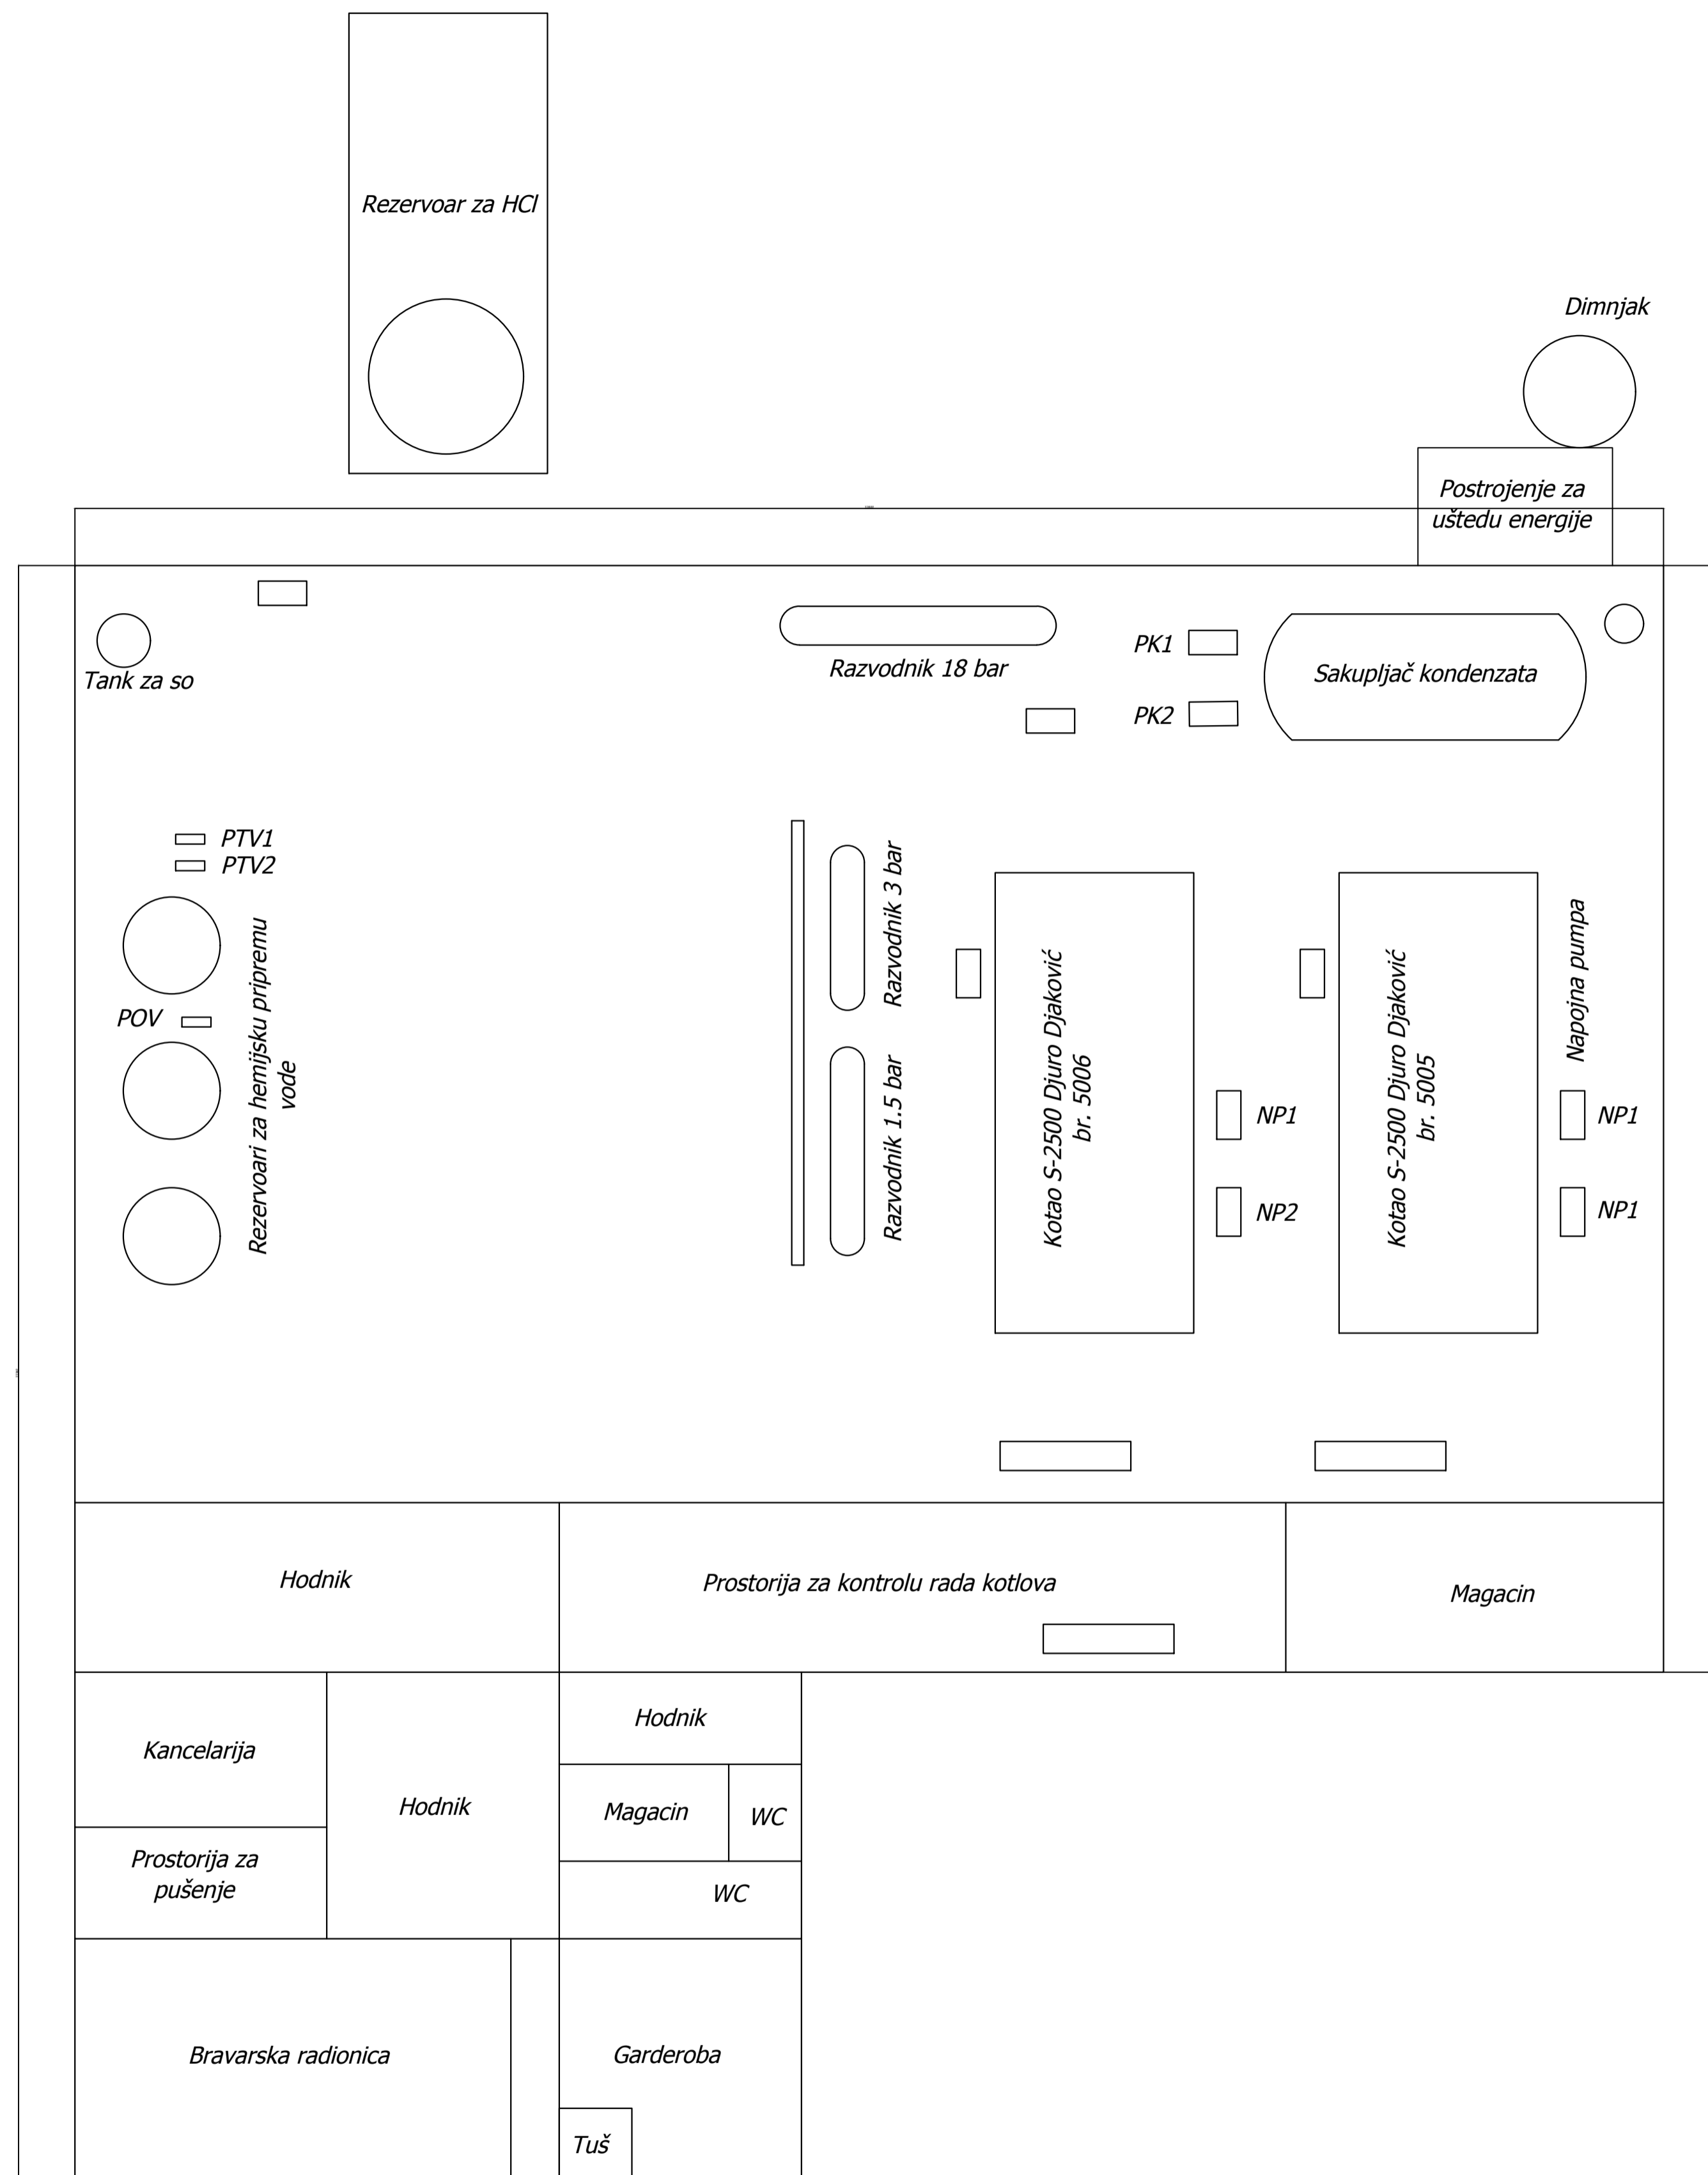 Rezervoar za HCl
Dimnjak
Postrojenje za
uštedu energije
Tank za so
Razvodnik 18 bar
PK1
PK2
Sakupljač kondenzata
PTV1
PTV2
POV
Rezervoari za hemijsku pripremu
vode
Razvodnik 3 bar
Razvodnik 1.5 bar
Kotao S-2500 Djuro Djaković
br. 5006
NP1
NP2
Kotao S-2500 Djuro Djaković
br. 5005
Napojna pumpa
NP1
NP1
Hodnik
Prostorija za kontrolu rada kotlova
Magacin
Kancelarija
Hodnik
Hodnik
Magacin
WC
Prostorija za
pušenje
WC
Bravarska radionica
Garderoba
Tuš